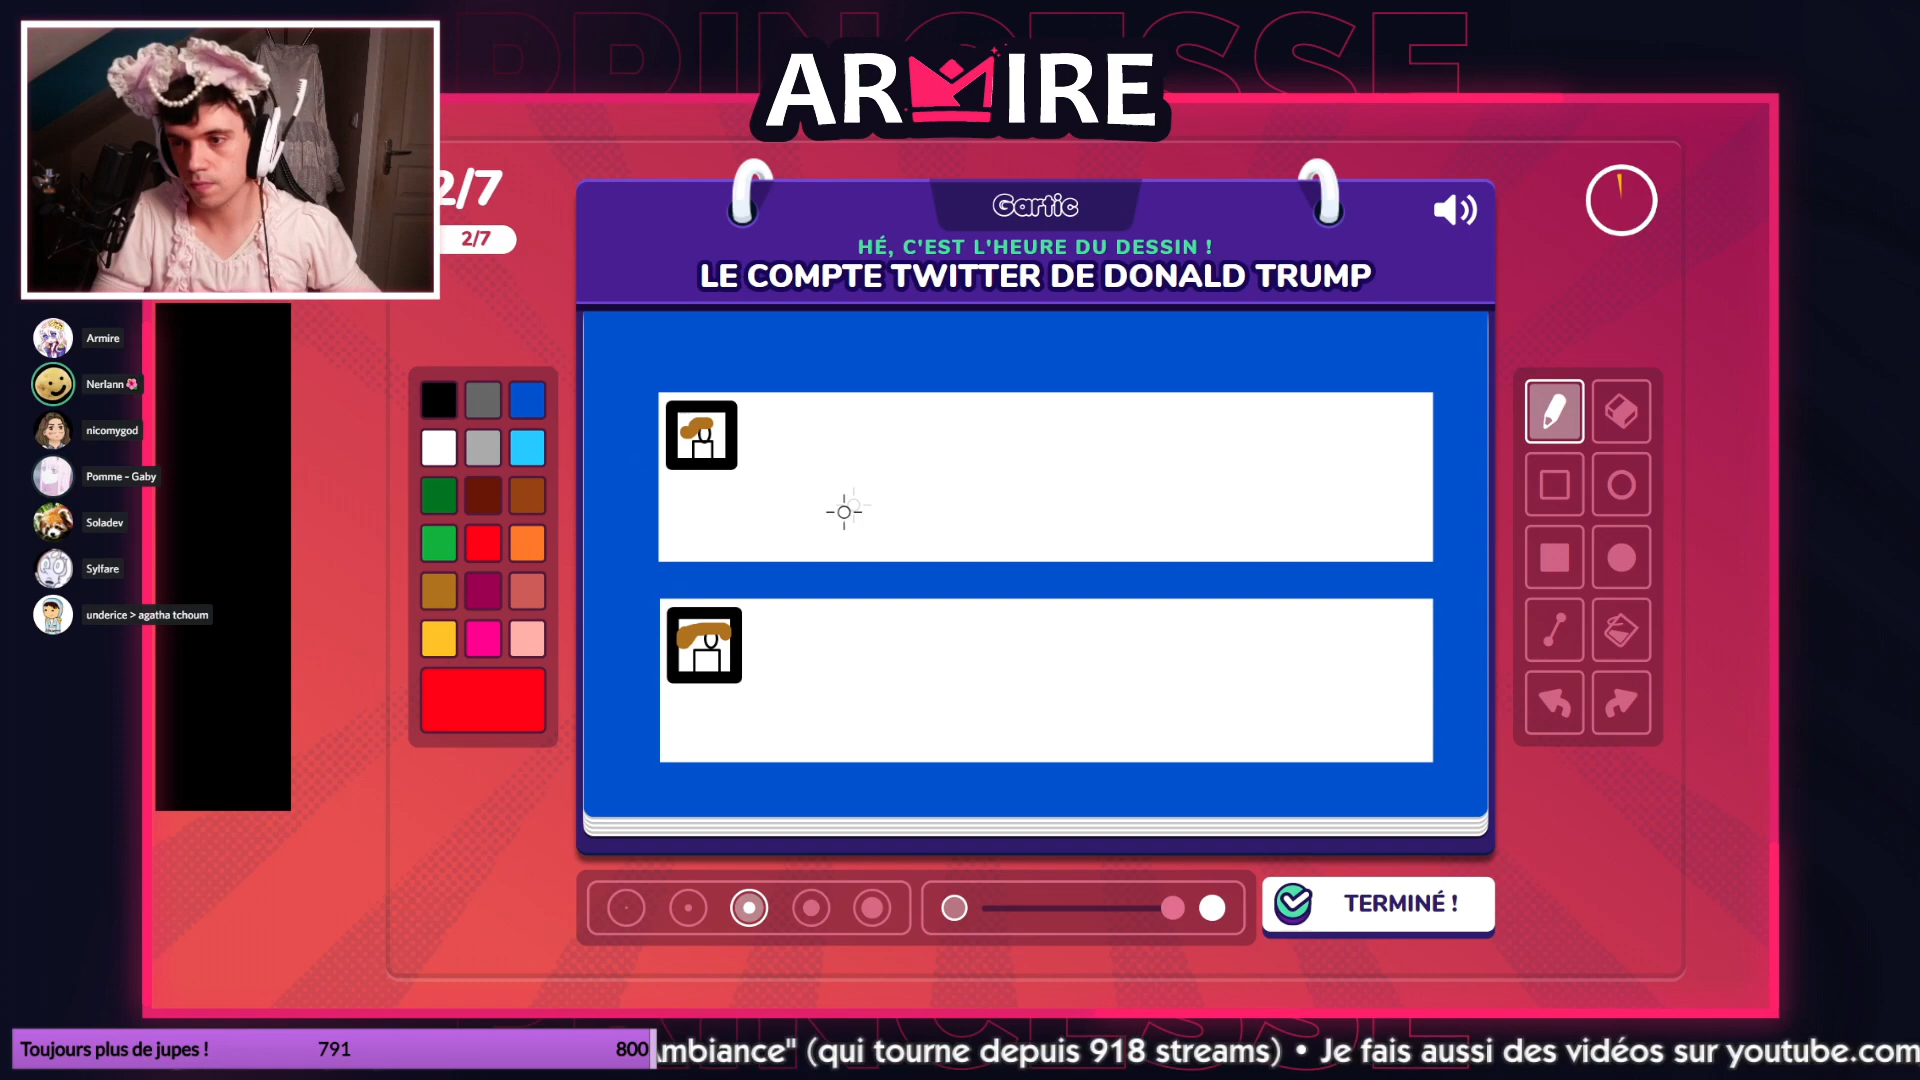 PRINCESSE
ARMIRE
2/7
2/7
Gartic
HÉ, C'EST L'HEURE DU DESSIN !
LE COMPTE TWITTER DE DONALD TRUMP
Armire
Nerlann
nicomygod
Pomme - Gaby
Soladev
Sylfare
underice > agatha tchoum
TERMINÉ !
PRINCESSE
Toujours plus de jupes !
791
800
mbiance" (qui tourne depuis 918 streams) • Je fais aussi des vidéos sur youtube.com